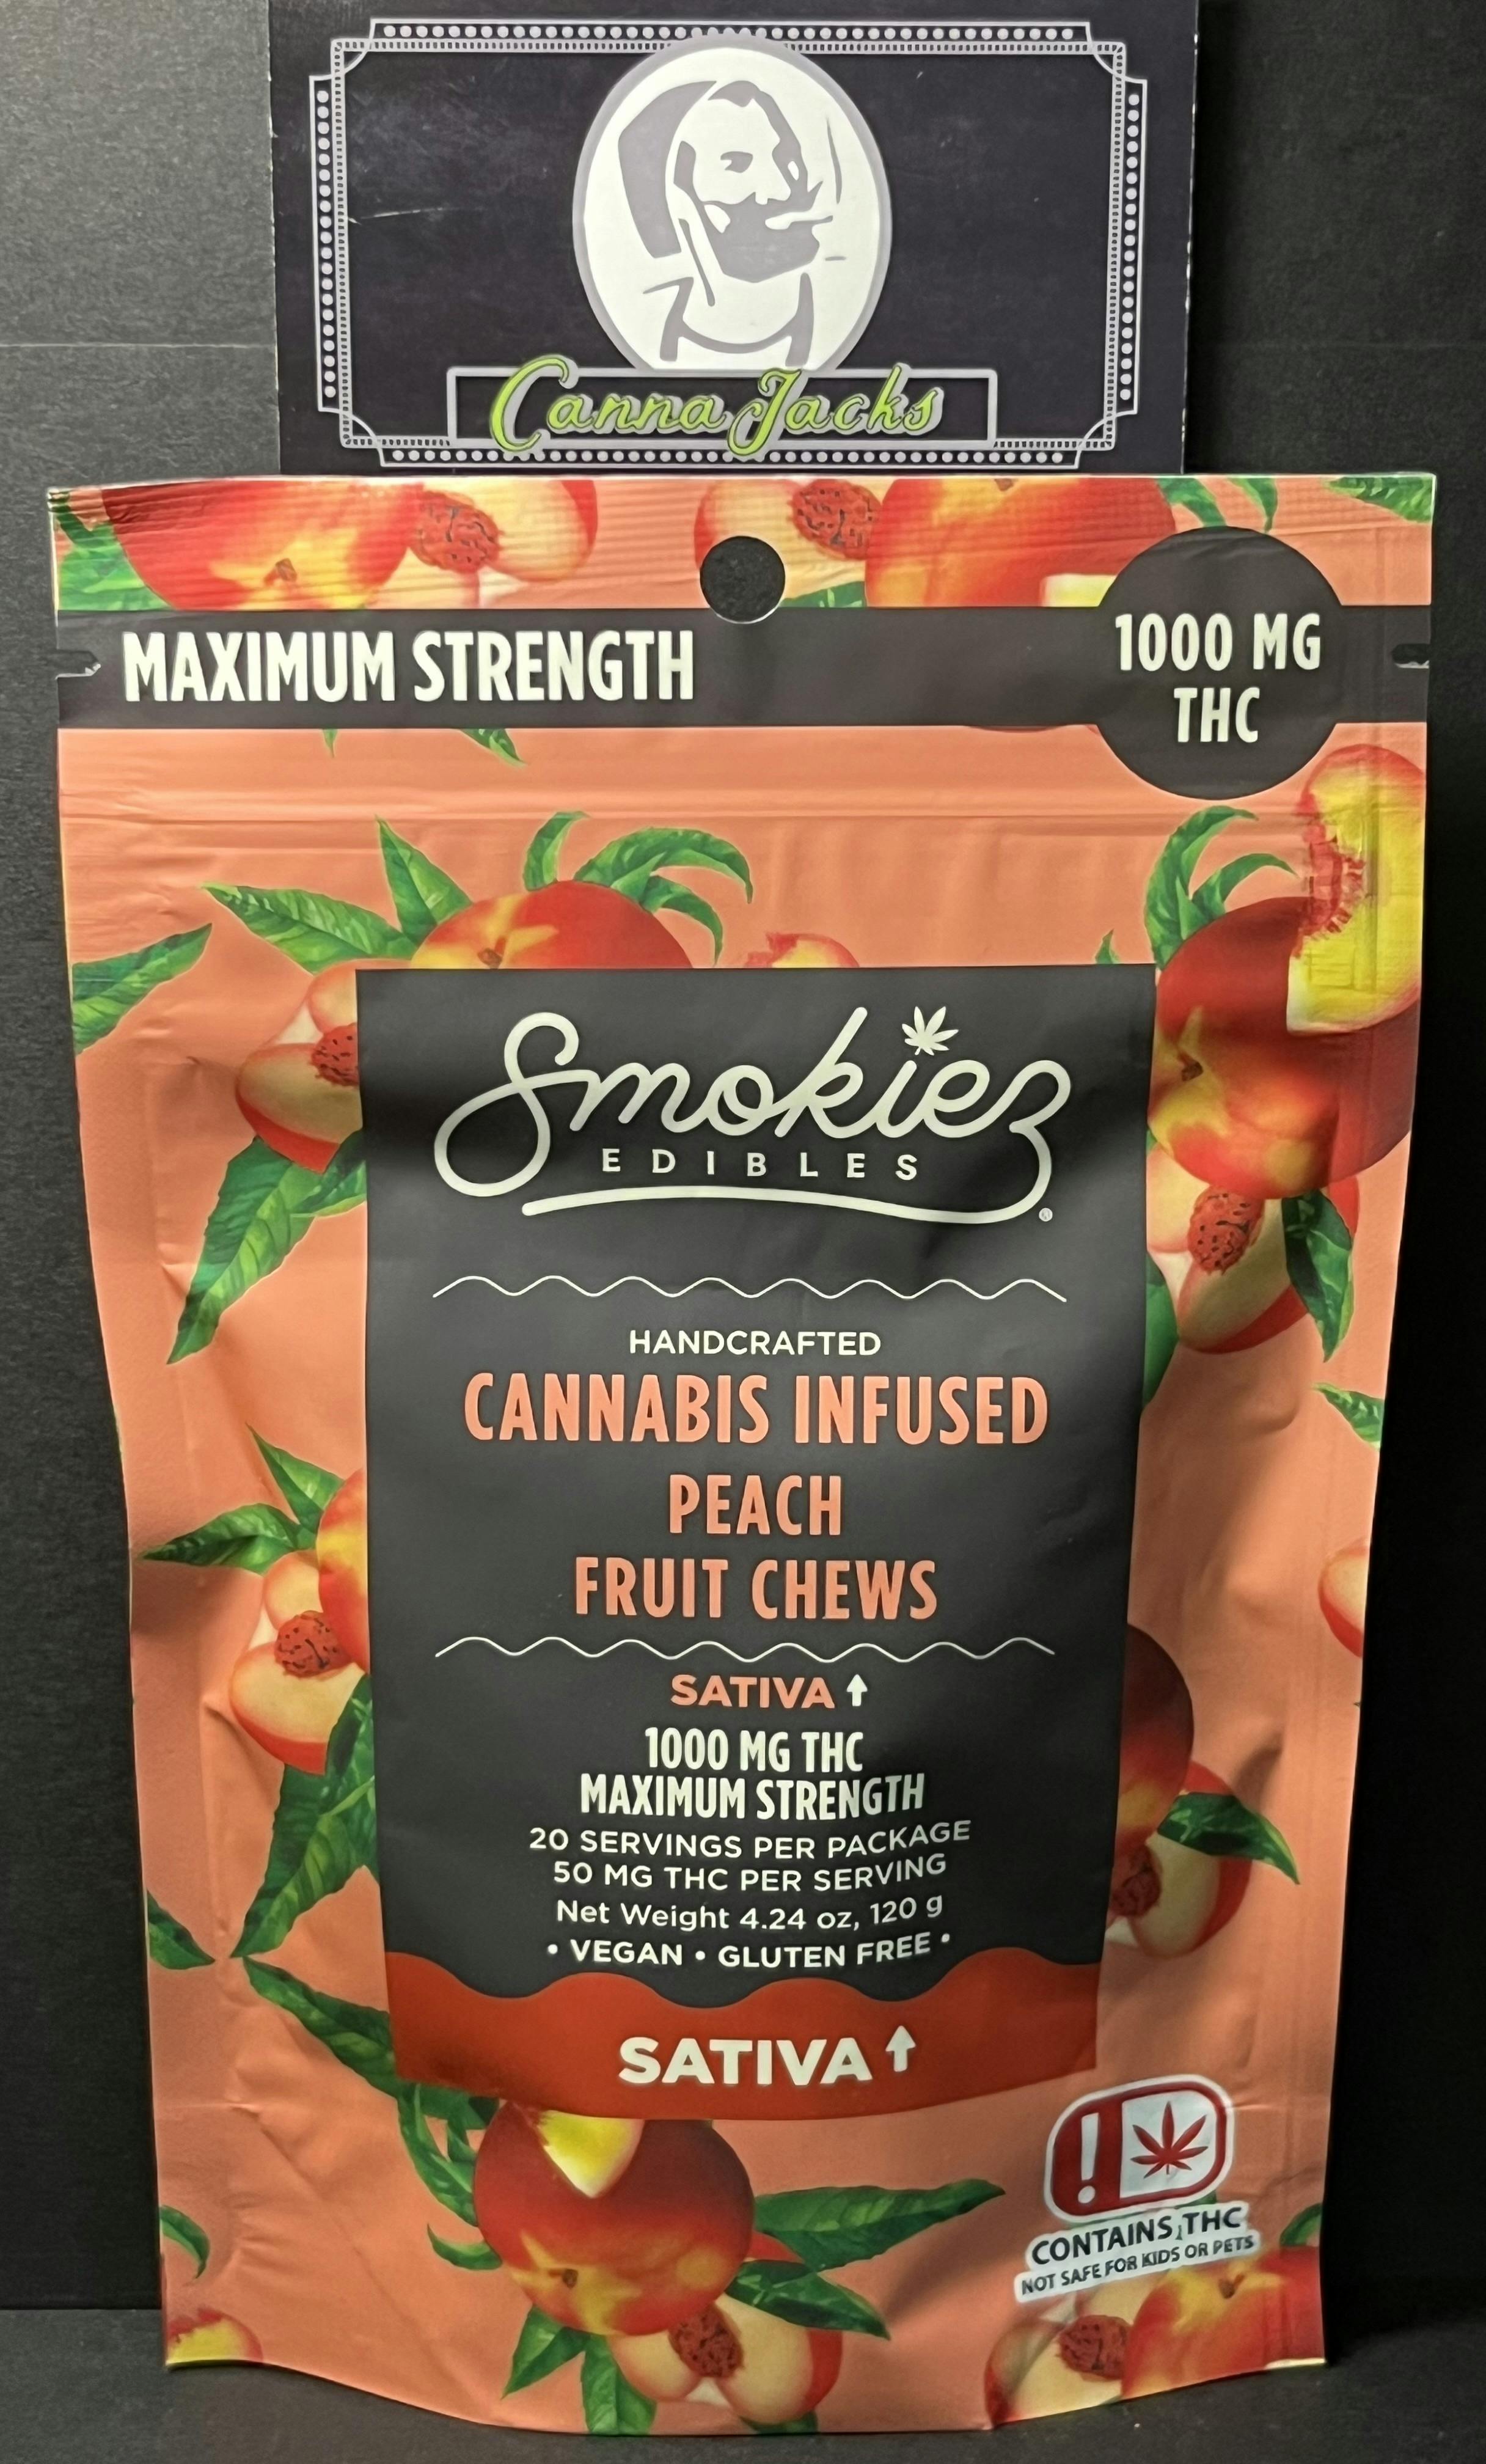 CannaJacks
MAXIMUM STRENGTH
1000 MG
THC
Smokiez
EDIBLES
®
HANDCRAFTED
CANNABIS INFUSED
PEACH
FRUIT CHEWS
SATIVA ↑
1000 MG THC
MAXIMUM STRENGTH
20 SERVINGS PER PACKAGE
50 MG THC PER SERVING
Net Weight 4.24 oz, 120 g
• VEGAN • GLUTEN FREE •
SATIVA ↑
!
CONTAINS THC
NOT SAFE FOR KIDS OR PETS